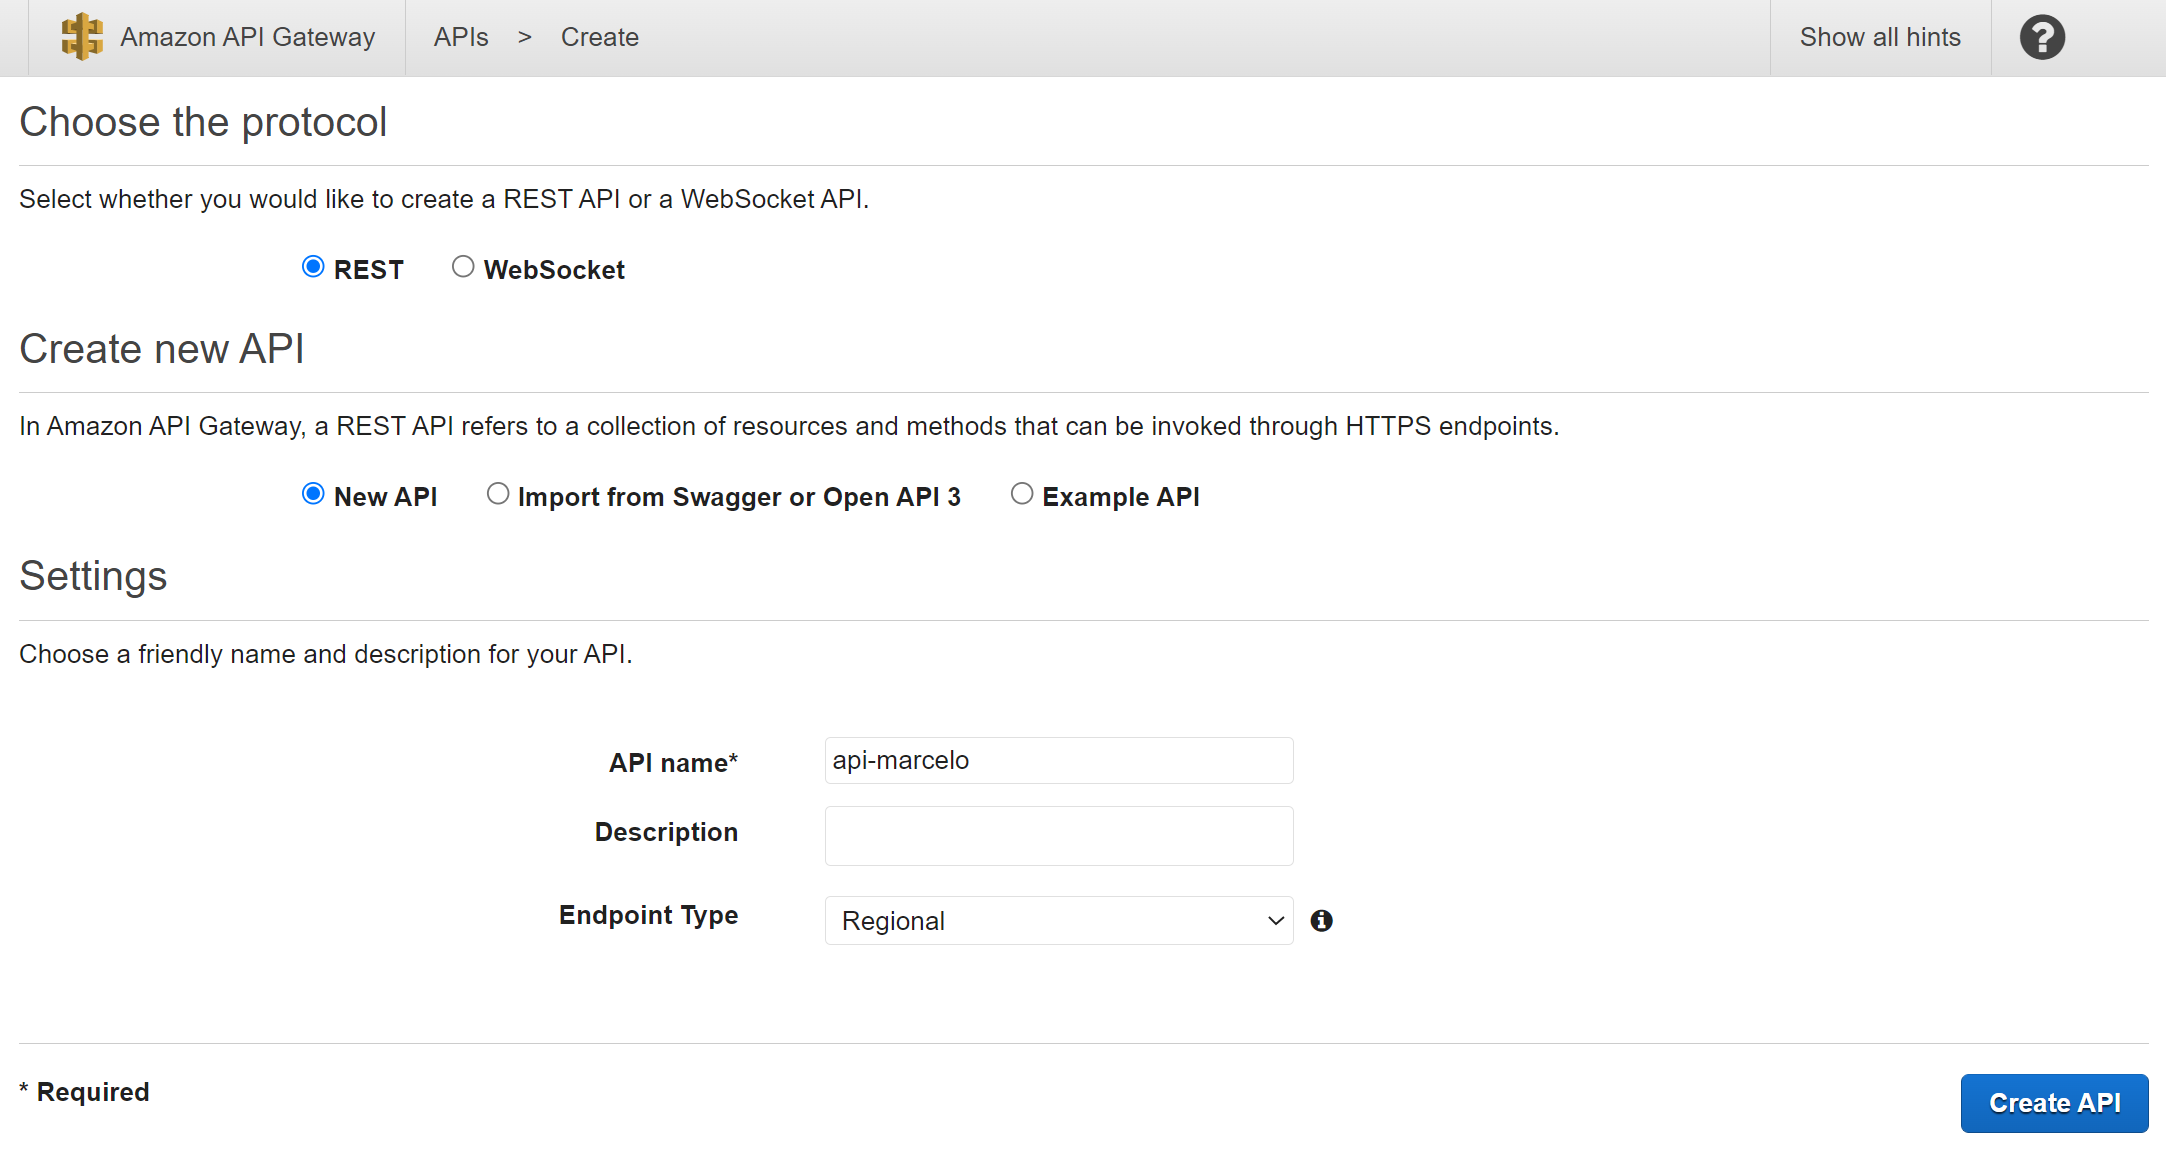 Amazon API Gateway APIs > Create Show all hints ?
Choose the protocol
Select whether you would like to create a REST API or a WebSocket API.
REST WebSocket
Create new API
In Amazon API Gateway, a REST API refers to a collection of resources and methods that can be invoked through HTTPS endpoints.
New API Import from Swagger or Open API 3 Example API
Settings
Choose a friendly name and description for your API.
API name* api-marcelo
Description
Endpoint Type Regional
* Required
Create API